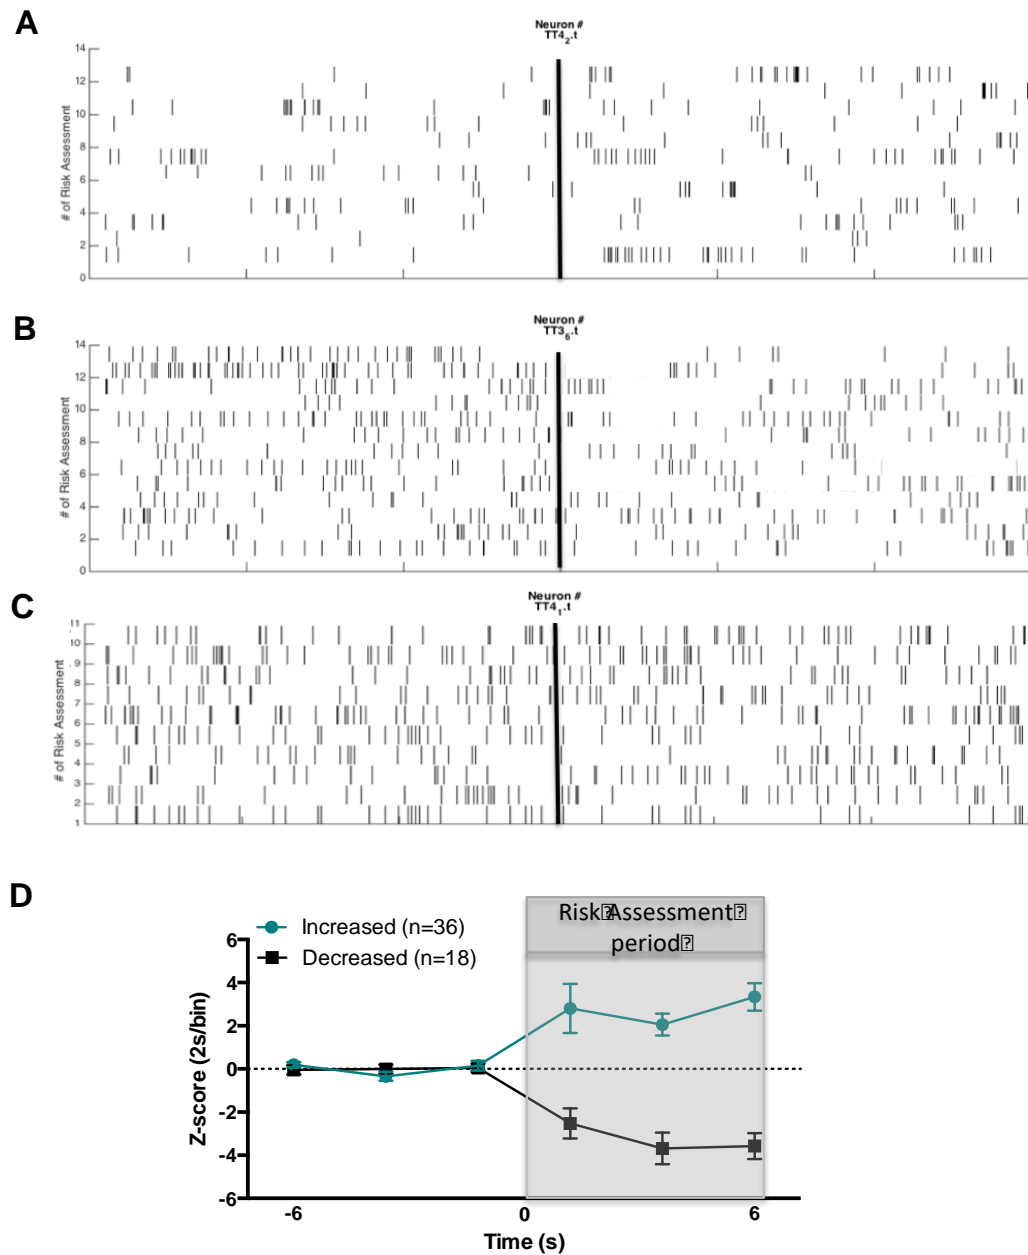 A
Neuron #
TT4₂.t
14
12
10
8
6
4
2
0
# of Risk Assessment
B
Neuron #
TT3₆.t
14
12
10
8
6
4
2
0
# of Risk Assessment
C
Neuron #
TT4₁.t
11
10
9
8
7
6
5
4
3
2
1
# of Risk Assessment
D
Risk⍰Assessment⍰
period⍰
Increased (n=36)
Decreased (n=18)
6
4
2
0
-2
-4
-6
Z-score (2s/bin)
-6
0
6
Time (s)